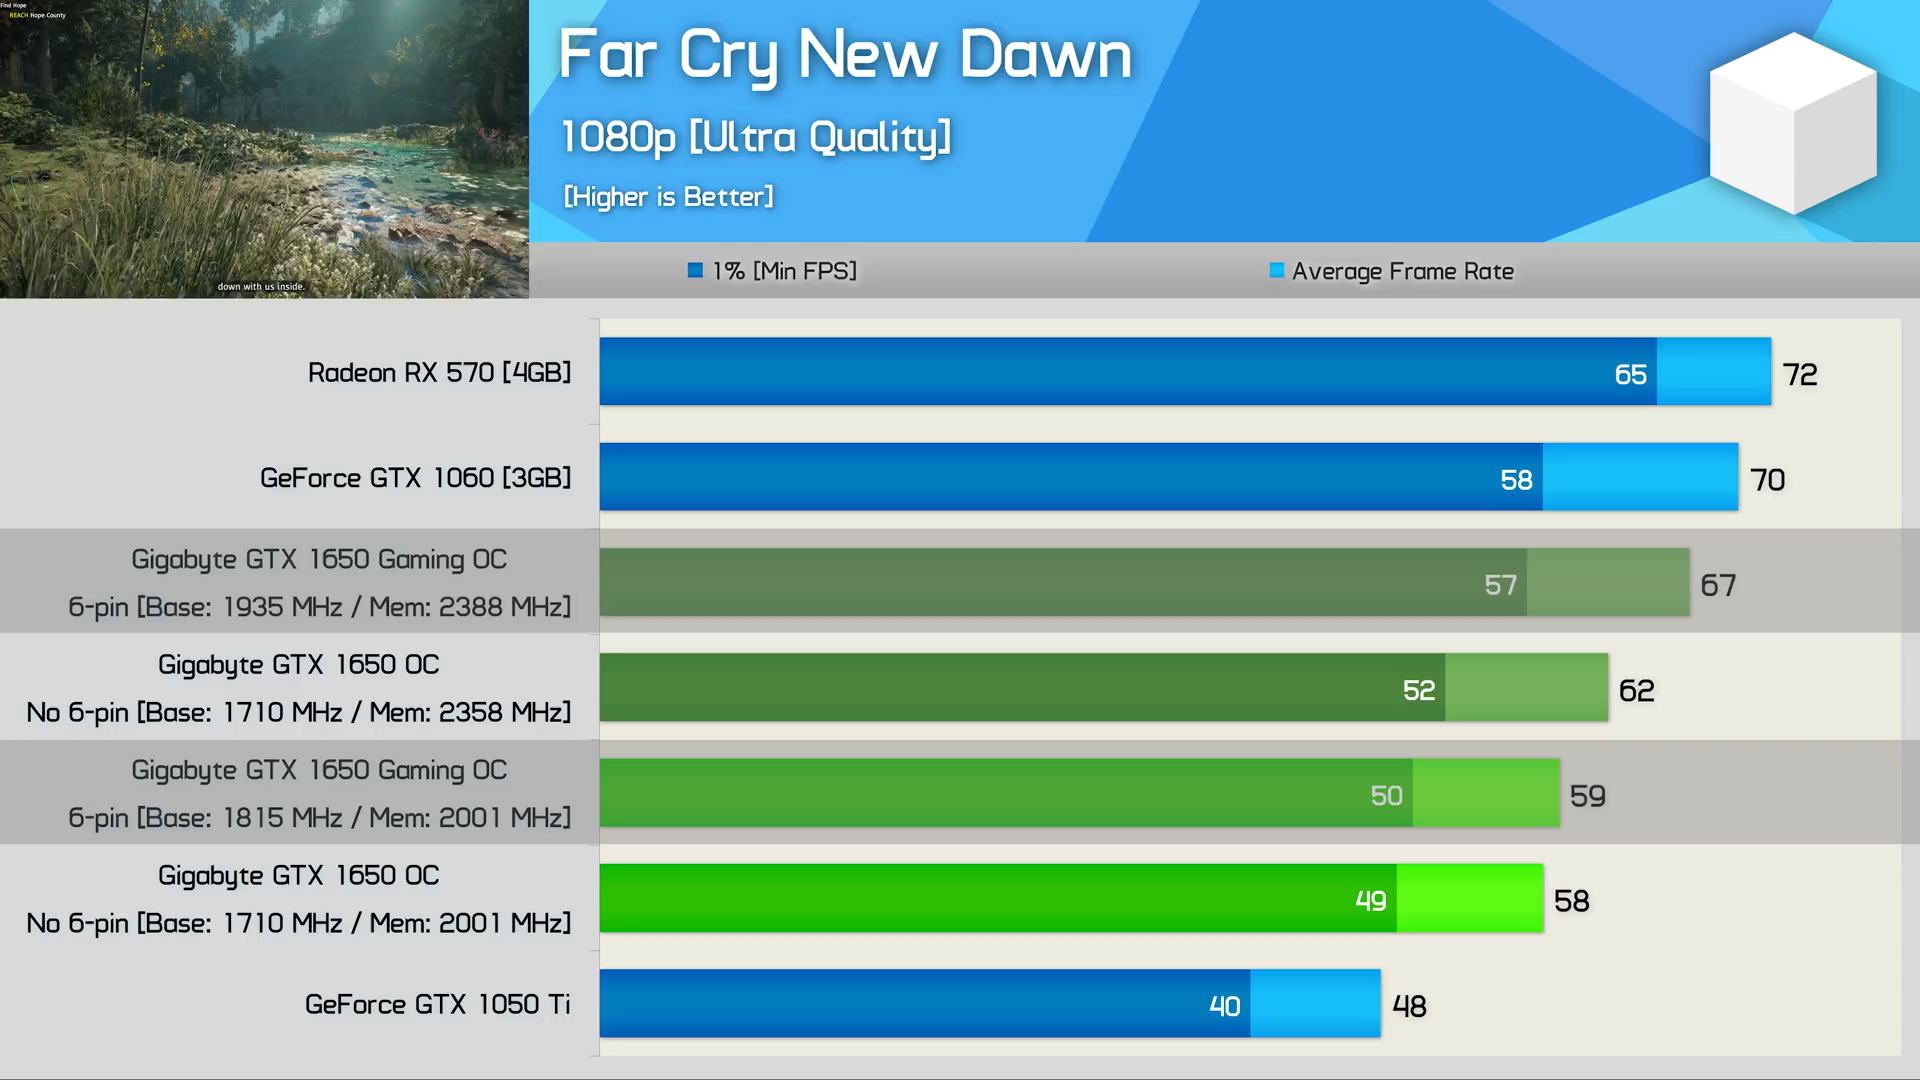 Find Hope
REACH Hope County
down with us inside.
Far Cry New Dawn
1080p [Ultra Quality]
[Higher is Better]
1% [Min FPS]
Average Frame Rate
Radeon RX 570 [4GB]
65
72
GeForce GTX 1060 [3GB]
58
70
Gigabyte GTX 1650 Gaming OC
6-pin [Base: 1935 MHz / Mem: 2388 MHz]
57
67
Gigabyte GTX 1650 OC
No 6-pin [Base: 1710 MHz / Mem: 2358 MHz]
52
62
Gigabyte GTX 1650 Gaming OC
6-pin [Base: 1815 MHz / Mem: 2001 MHz]
50
59
Gigabyte GTX 1650 OC
No 6-pin [Base: 1710 MHz / Mem: 2001 MHz]
49
58
GeForce GTX 1050 Ti
40
48